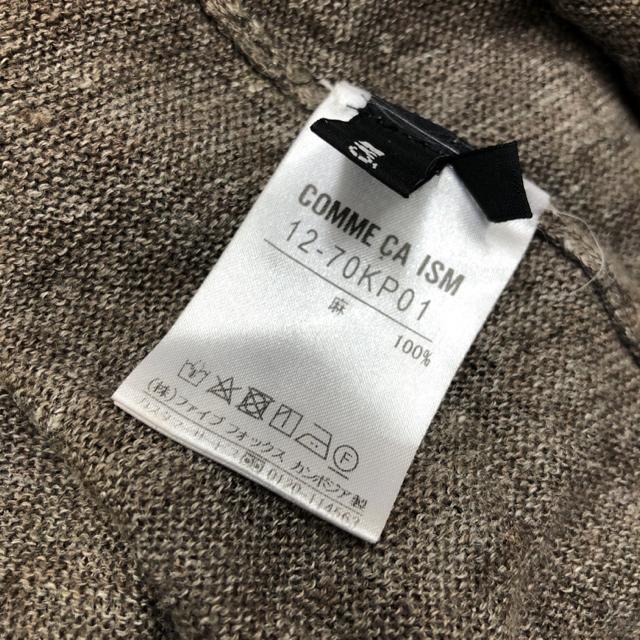 COMME ÇA ISM
12-70KP01
麻 100%
F
(株)ファイブ フォックス カンボジア製